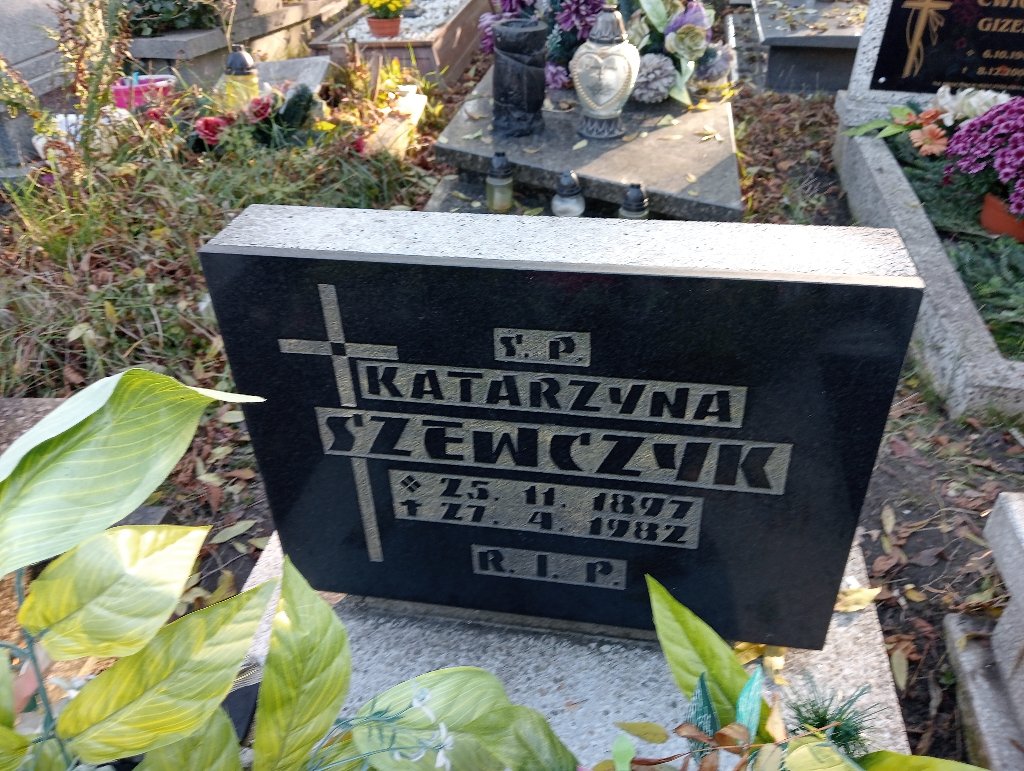 Ś. P.
KATARZYNA
SZEWCZYK
❖ 25. 11. 1897
✝ 27. 4. 1982
R. I. P.